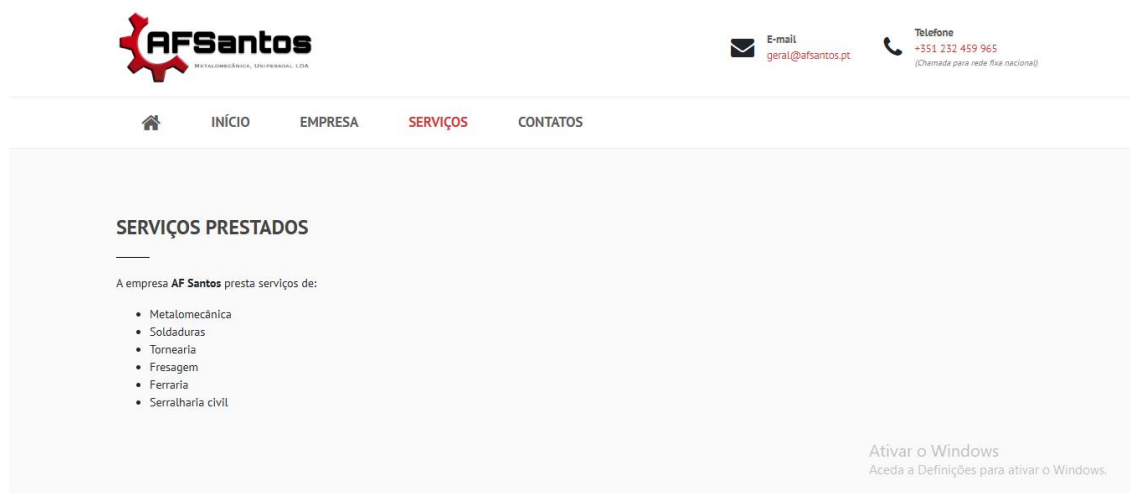 AFSantos
METALOMECÂNICA, UNIPESSOAL LDA
E-mail
geral@afsantos.pt
Telefone
+351 232 459 965
(Chamada para rede fixa nacional)
INÍCIO EMPRESA SERVIÇOS CONTATOS
SERVIÇOS PRESTADOS
A empresa AF Santos presta serviços de:
• Metalomecânica
• Soldaduras
• Tornearia
• Fresagem
• Ferraria
• Serralharia civil
Ativar o Windows
Aceda a Definições para ativar o Windows.